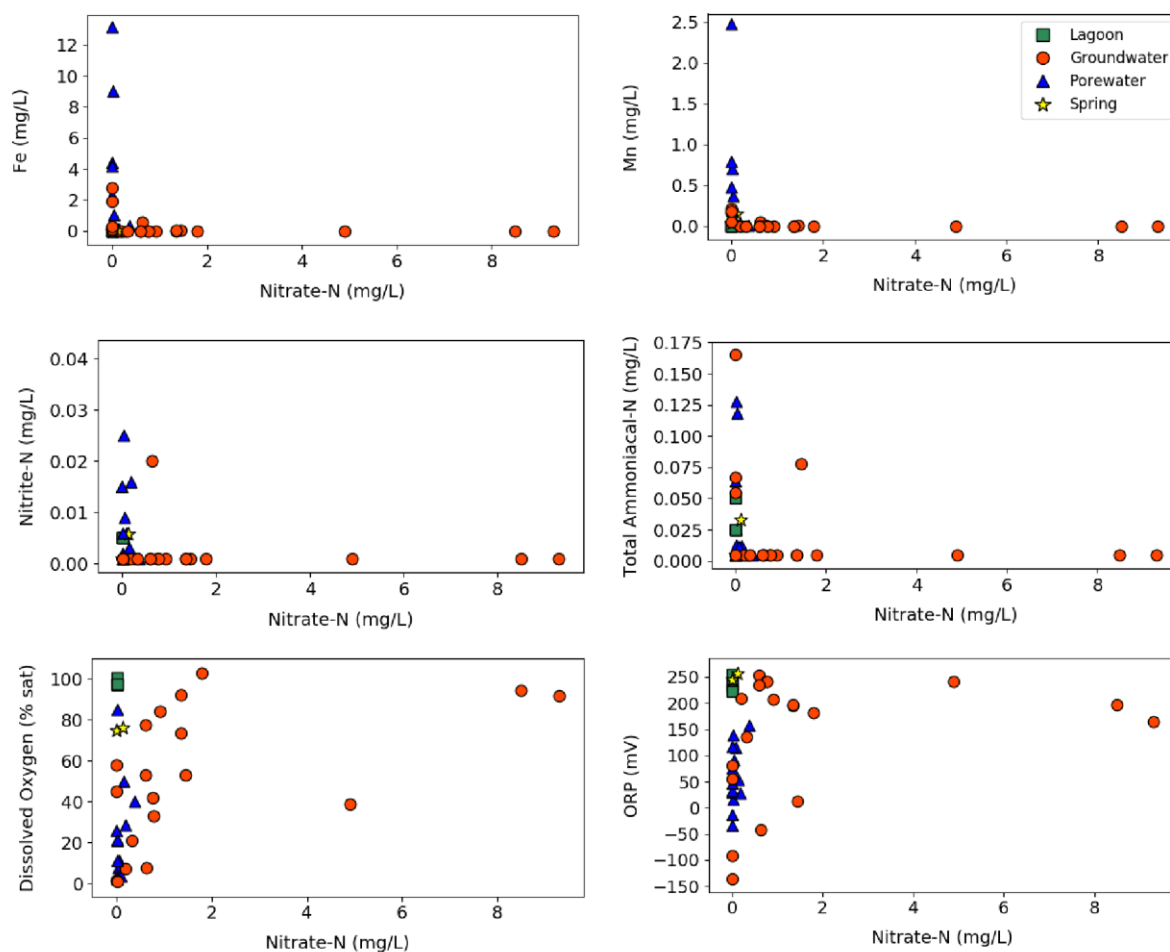 12
10
8
6
4
2
0
Fe (mg/L)
0 2 4 6 8
Nitrate-N (mg/L)
2.5
2.0
1.5
1.0
0.5
0.0
Mn (mg/L)
0 2 4 6 8
Nitrate-N (mg/L)
Lagoon
Groundwater
Porewater
Spring
0.04
0.03
0.02
0.01
0.00
Nitrite-N (mg/L)
0 2 4 6 8
Nitrate-N (mg/L)
0.175
0.150
0.125
0.100
0.075
0.050
0.025
0.000
Total Ammoniacal-N (mg/L)
0 2 4 6 8
Nitrate-N (mg/L)
100
80
60
40
20
0
Dissolved Oxygen (% sat)
0 2 4 6 8
Nitrate-N (mg/L)
250
200
150
100
50
0
−50
−100
−150
ORP (mV)
0 2 4 6 8
Nitrate-N (mg/L)